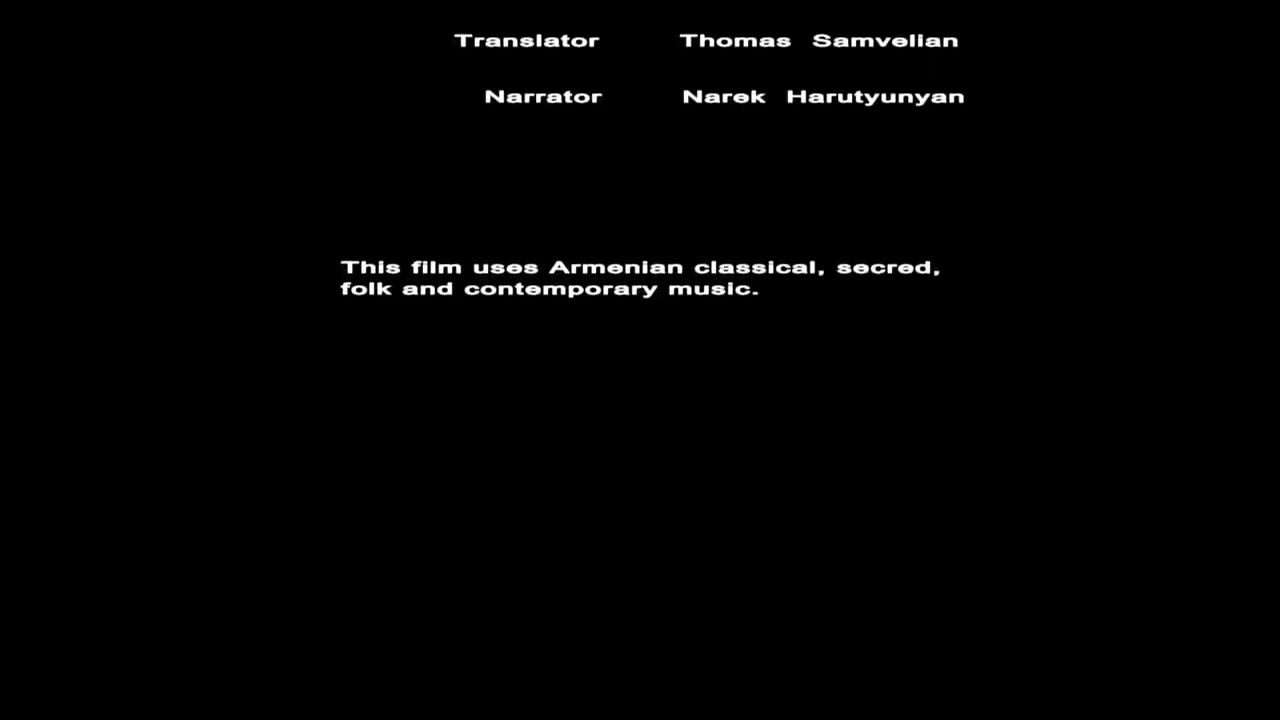 Translator Thomas Samvelian
Narrator Narek Harutyunyan
This film uses Armenian classical, secred,
folk and contemporary music.